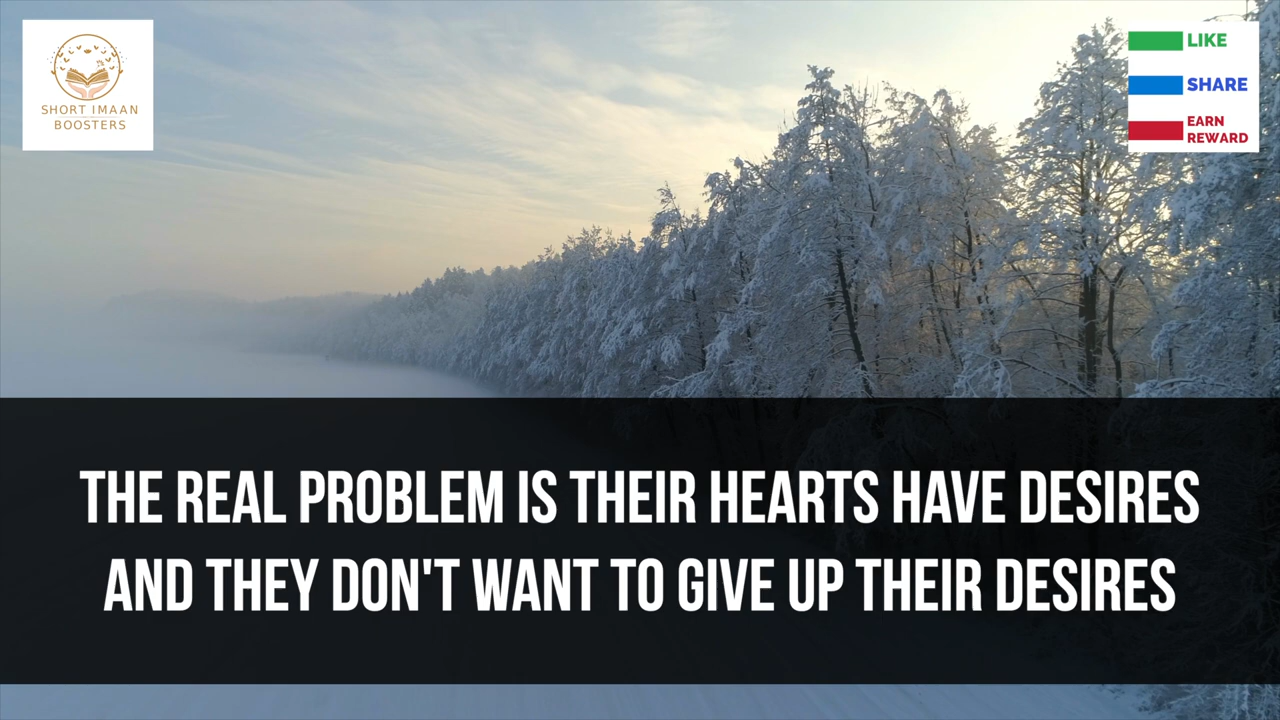 SHORT IMAAN
BOOSTERS
LIKE
SHARE
EARN
REWARD
THE REAL PROBLEM IS THEIR HEARTS HAVE DESIRES
AND THEY DON'T WANT TO GIVE UP THEIR DESIRES